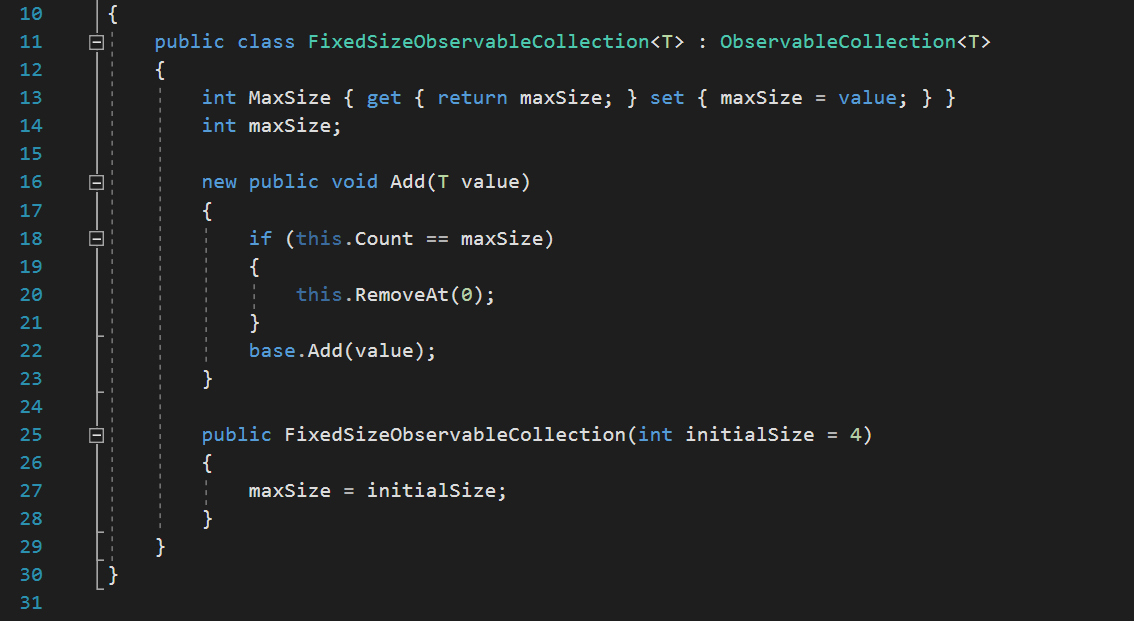 10 {
11 public class FixedSizeObservableCollection<T> : ObservableCollection<T>
12 {
13 int MaxSize { get { return maxSize; } set { maxSize = value; } }
14 int maxSize;
15
16 new public void Add(T value)
17 {
18 if (this.Count == maxSize)
19 {
20 this.RemoveAt(0);
21 }
22 base.Add(value);
23 }
24
25 public FixedSizeObservableCollection(int initialSize = 4)
26 {
27 maxSize = initialSize;
28 }
29 }
30 }
31